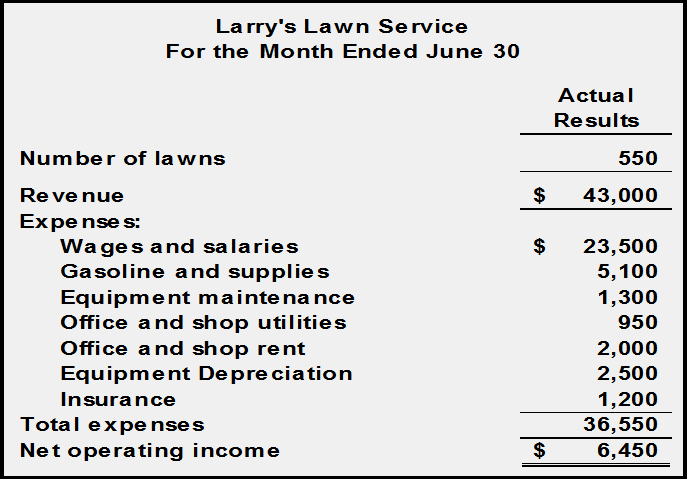 Larry's Lawn Service
For the Month Ended June 30
Actual
Results
Number of lawns 550
Revenue $ 43,000
Expenses:
Wages and salaries $ 23,500
Gasoline and supplies 5,100
Equipment maintenance 1,300
Office and shop utilities 950
Office and shop rent 2,000
Equipment Depreciation 2,500
Insurance 1,200
Total expenses 36,550
Net operating income $ 6,450